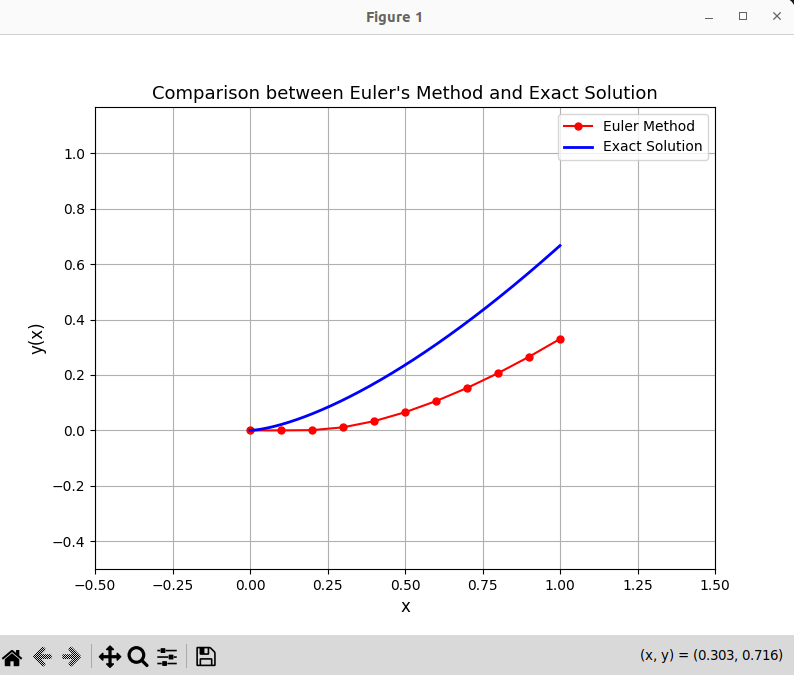 Figure 1
Comparison between Euler's Method and Exact Solution
Euler Method
Exact Solution
1.0
0.8
0.6
0.4
0.2
0.0
−0.2
−0.4
y(x)
−0.50 −0.25 0.00 0.25 0.50 0.75 1.00 1.25 1.50
x
(x, y) = (0.303, 0.716)